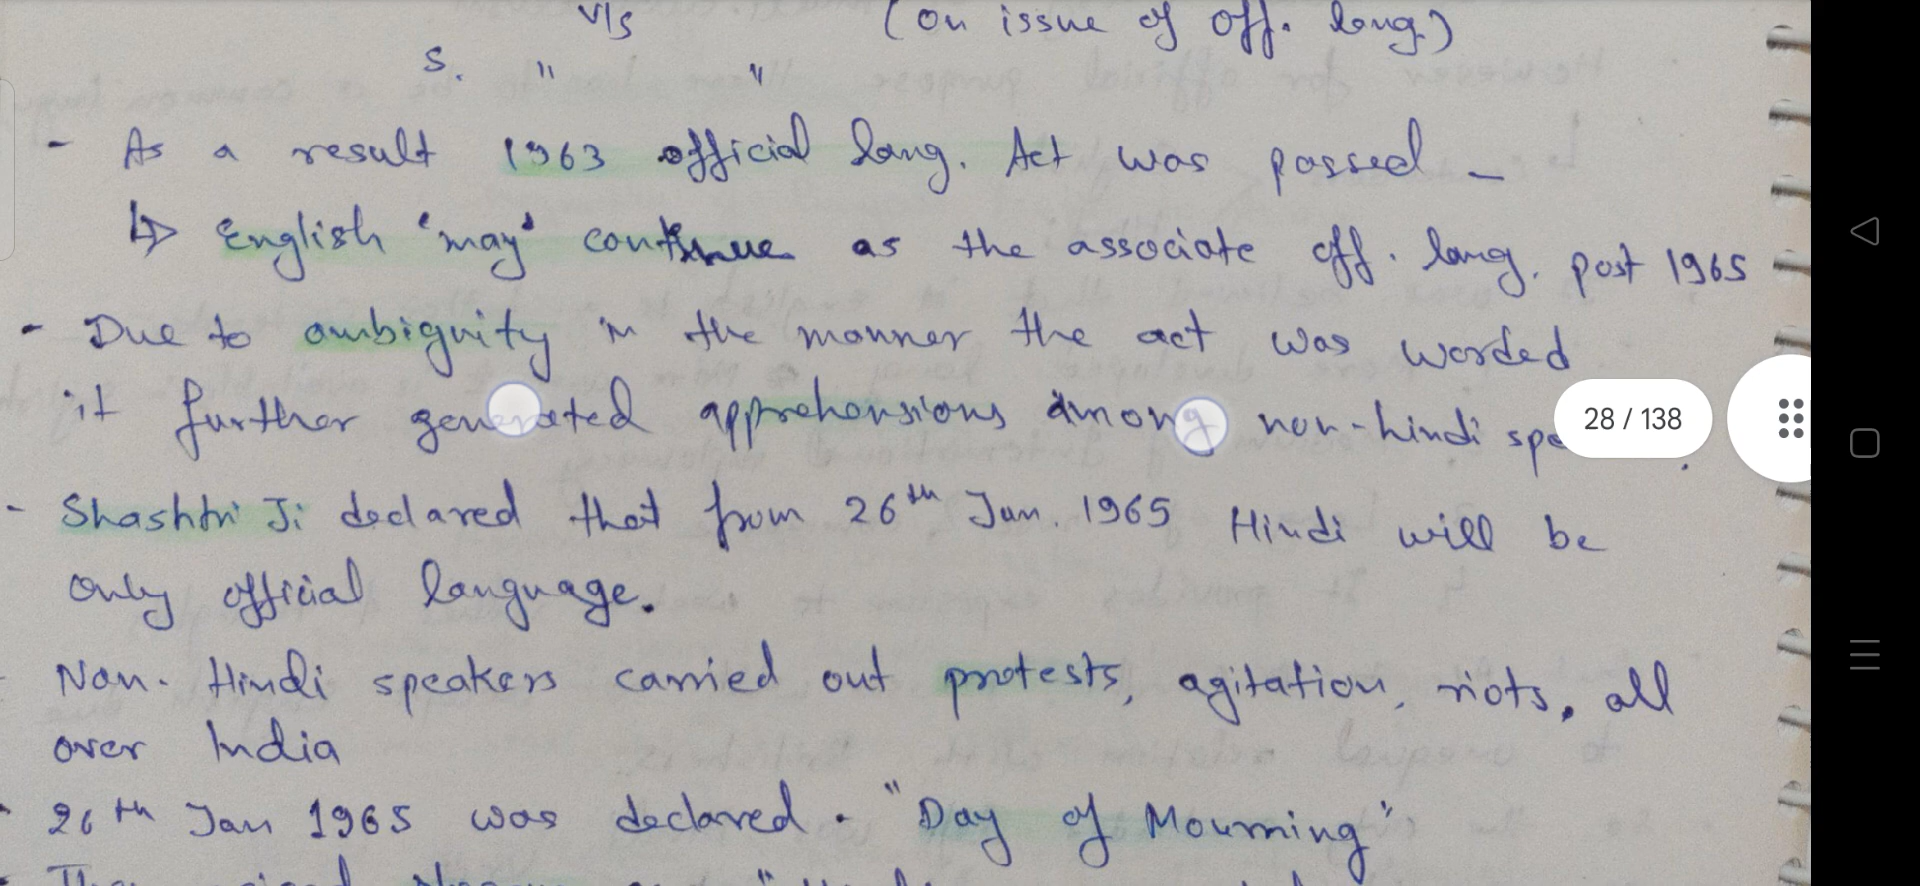 v/s (On issue of off. lang.)
S. " "
- As a result 1963 official lang. Act was passed -
↳ English 'may' continue as the associate off. lang. post 1965
- Due to ambiguity in the manner the act was worded
it further generated apprehensions among non-hindi spe
28 / 138
- Shashtri Ji declared that from 26th Jan. 1965 Hindi will be
only official language.
- Non-Hindi speakers carried out protests, agitation, riots, all
over India
- 26th Jan 1965 was declared - "Day of Mourning"